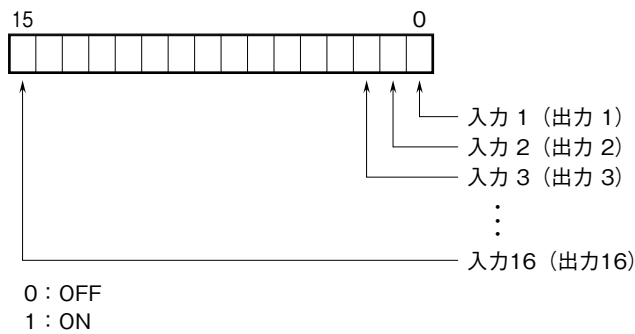 15 0
入力 1（出力 1）
入力 2（出力 2）
入力 3（出力 3）
⋮
入力16（出力16）
0：OFF
1：ON